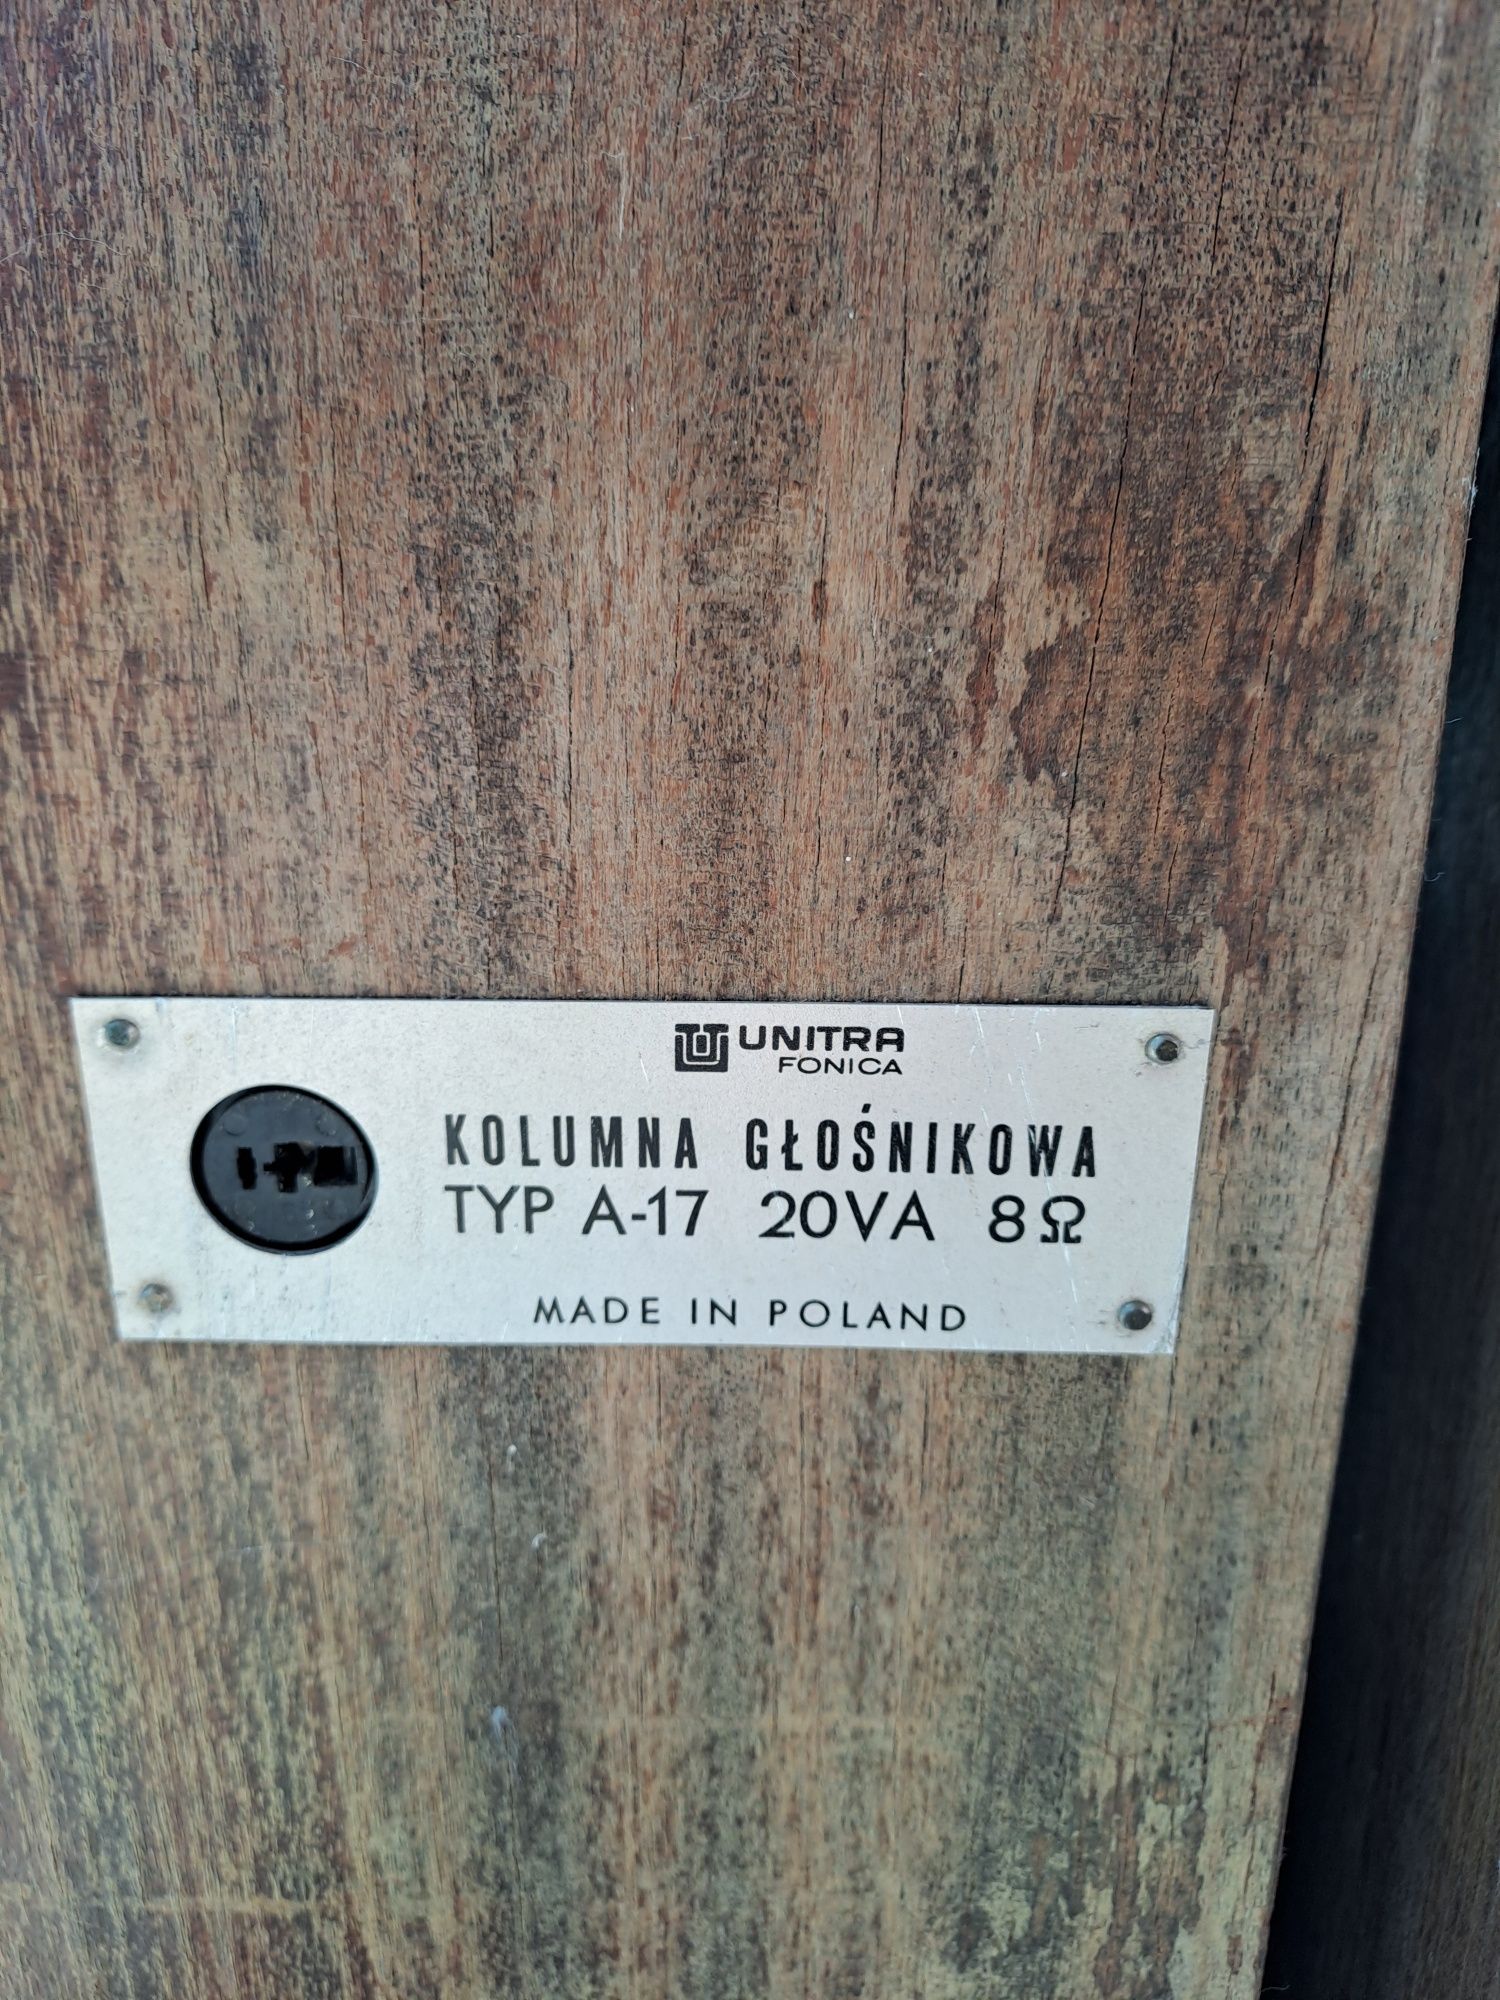 UNITRA
FONICA
KOLUMNA GŁOŚNIKOWA
TYP A-17 20VA 8Ω
MADE IN POLAND